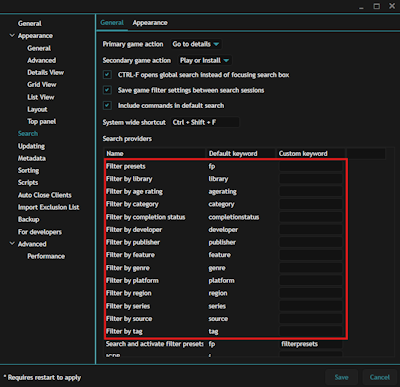 General
Appearance
General
Advanced
Details View
Grid View
List View
Layout
Top panel
Search
Updating
Metadata
Sorting
Scripts
Auto Close Clients
Import Exclusion List
Backup
For developers
Advanced
Performance
General Appearance
Primary game action Go to details
Secondary game action Play or install
CTRL-F opens global search instead of focusing search box
Save game filter settings between search sessions
Include commands in default search
System wide shortcut Ctrl + Shift + F
Search providers
Name Default keyword Custom keyword
Filter presets fp
Filter by library library
Filter by age rating agerating
Filter by category category
Filter by completion status completionstatus
Filter by developer developer
Filter by publisher publisher
Filter by feature feature
Filter by genre genre
Filter by platform platform
Filter by region region
Filter by series series
Filter by source source
Filter by tag tag
Search and activate filter presets fp filterpresets
* Requires restart to apply
Save Cancel